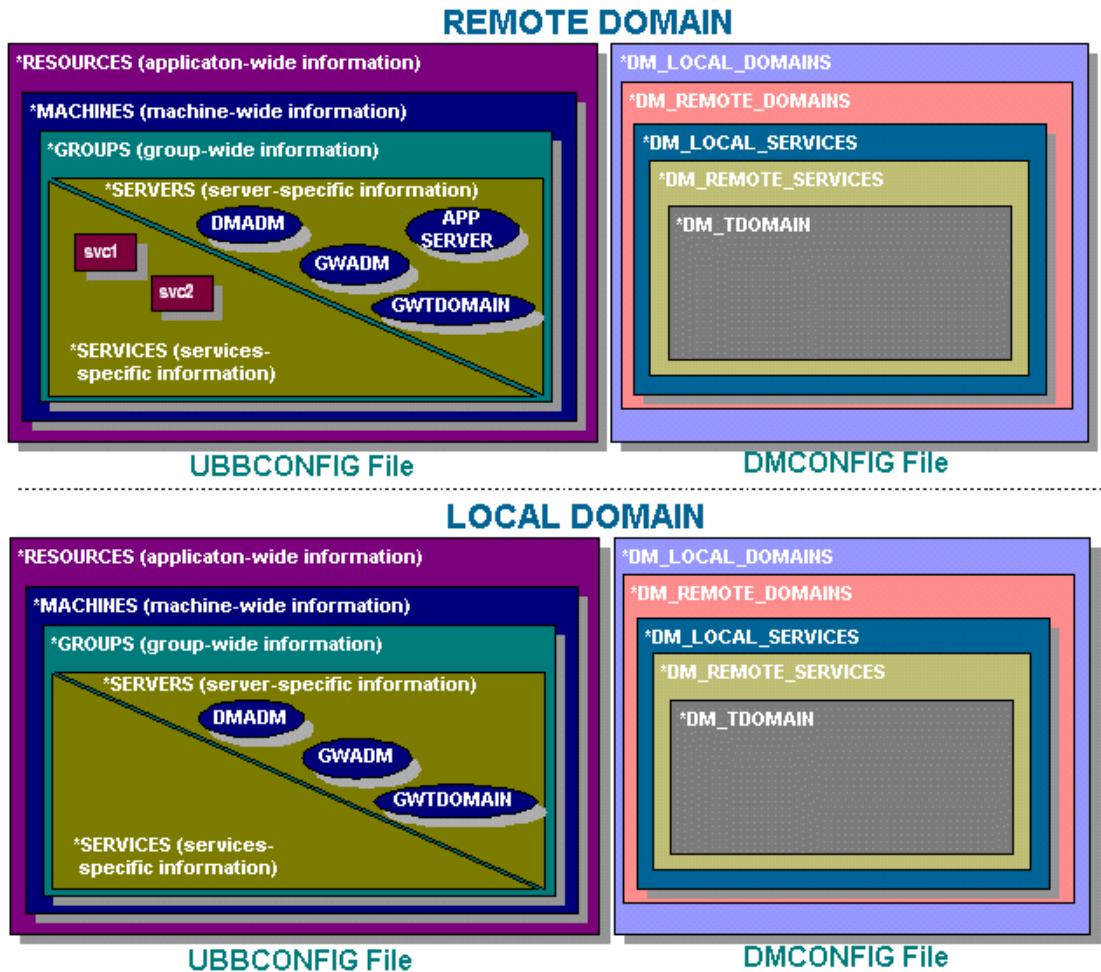 REMOTE DOMAIN
*RESOURCES (applicaton-wide information)
*MACHINES (machine-wide information)
*GROUPS (group-wide information)
*SERVERS (server-specific information)
DMADM
APP
SERVER
svc1
GWADM
svc2
GWTDOMAIN
*SERVICES (services-
specific information)
UBBCONFIG File
*DM_LOCAL_DOMAINS
*DM_REMOTE_DOMAINS
*DM_LOCAL_SERVICES
*DM_REMOTE_SERVICES
*DM_TDOMAIN
DMCONFIG File
LOCAL DOMAIN
*RESOURCES (applicaton-wide information)
*MACHINES (machine-wide information)
*GROUPS (group-wide information)
*SERVERS (server-specific information)
DMADM
GWADM
GWTDOMAIN
*SERVICES (services-
specific information)
UBBCONFIG File
*DM_LOCAL_DOMAINS
*DM_REMOTE_DOMAINS
*DM_LOCAL_SERVICES
*DM_REMOTE_SERVICES
*DM_TDOMAIN
DMCONFIG File